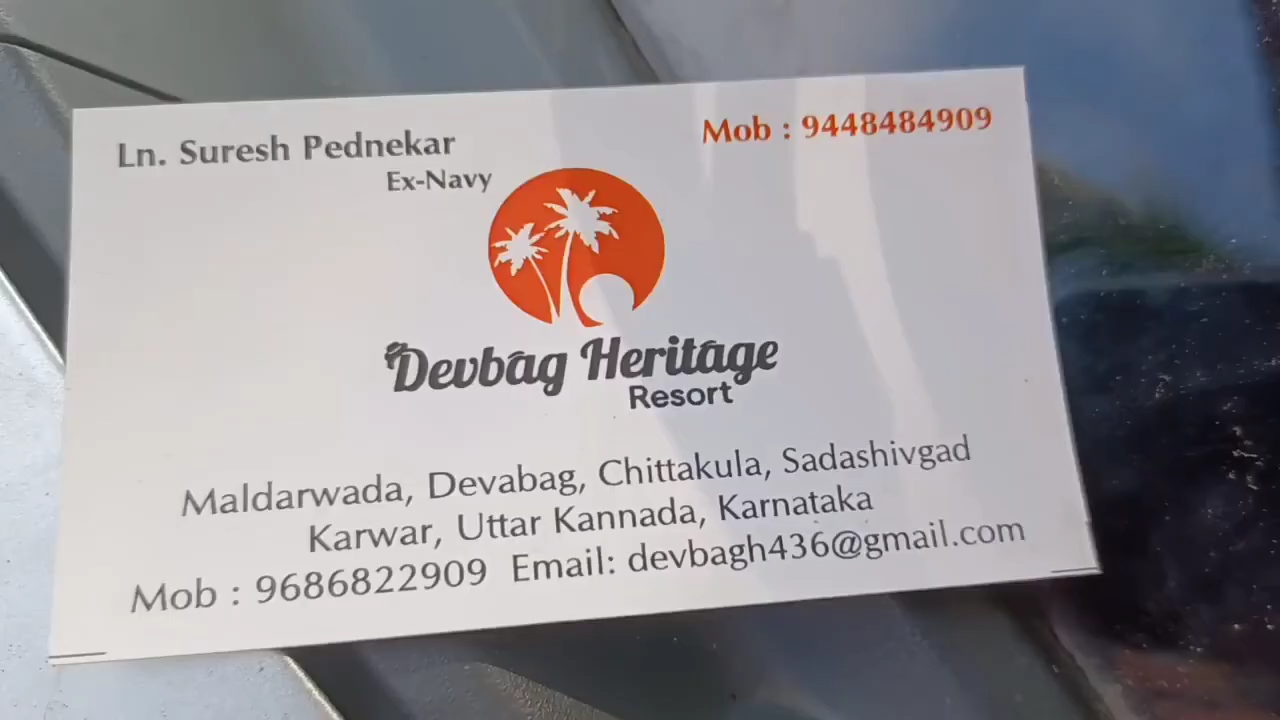 Ln. Suresh Pednekar
Ex-Navy
Mob : 9448484909
Devbag Heritage
Resort
Maldarwada, Devabag, Chittakula, Sadashivgad
Karwar, Uttar Kannada, Karnataka
Mob : 9686822909 Email: devbagh436@gmail.com